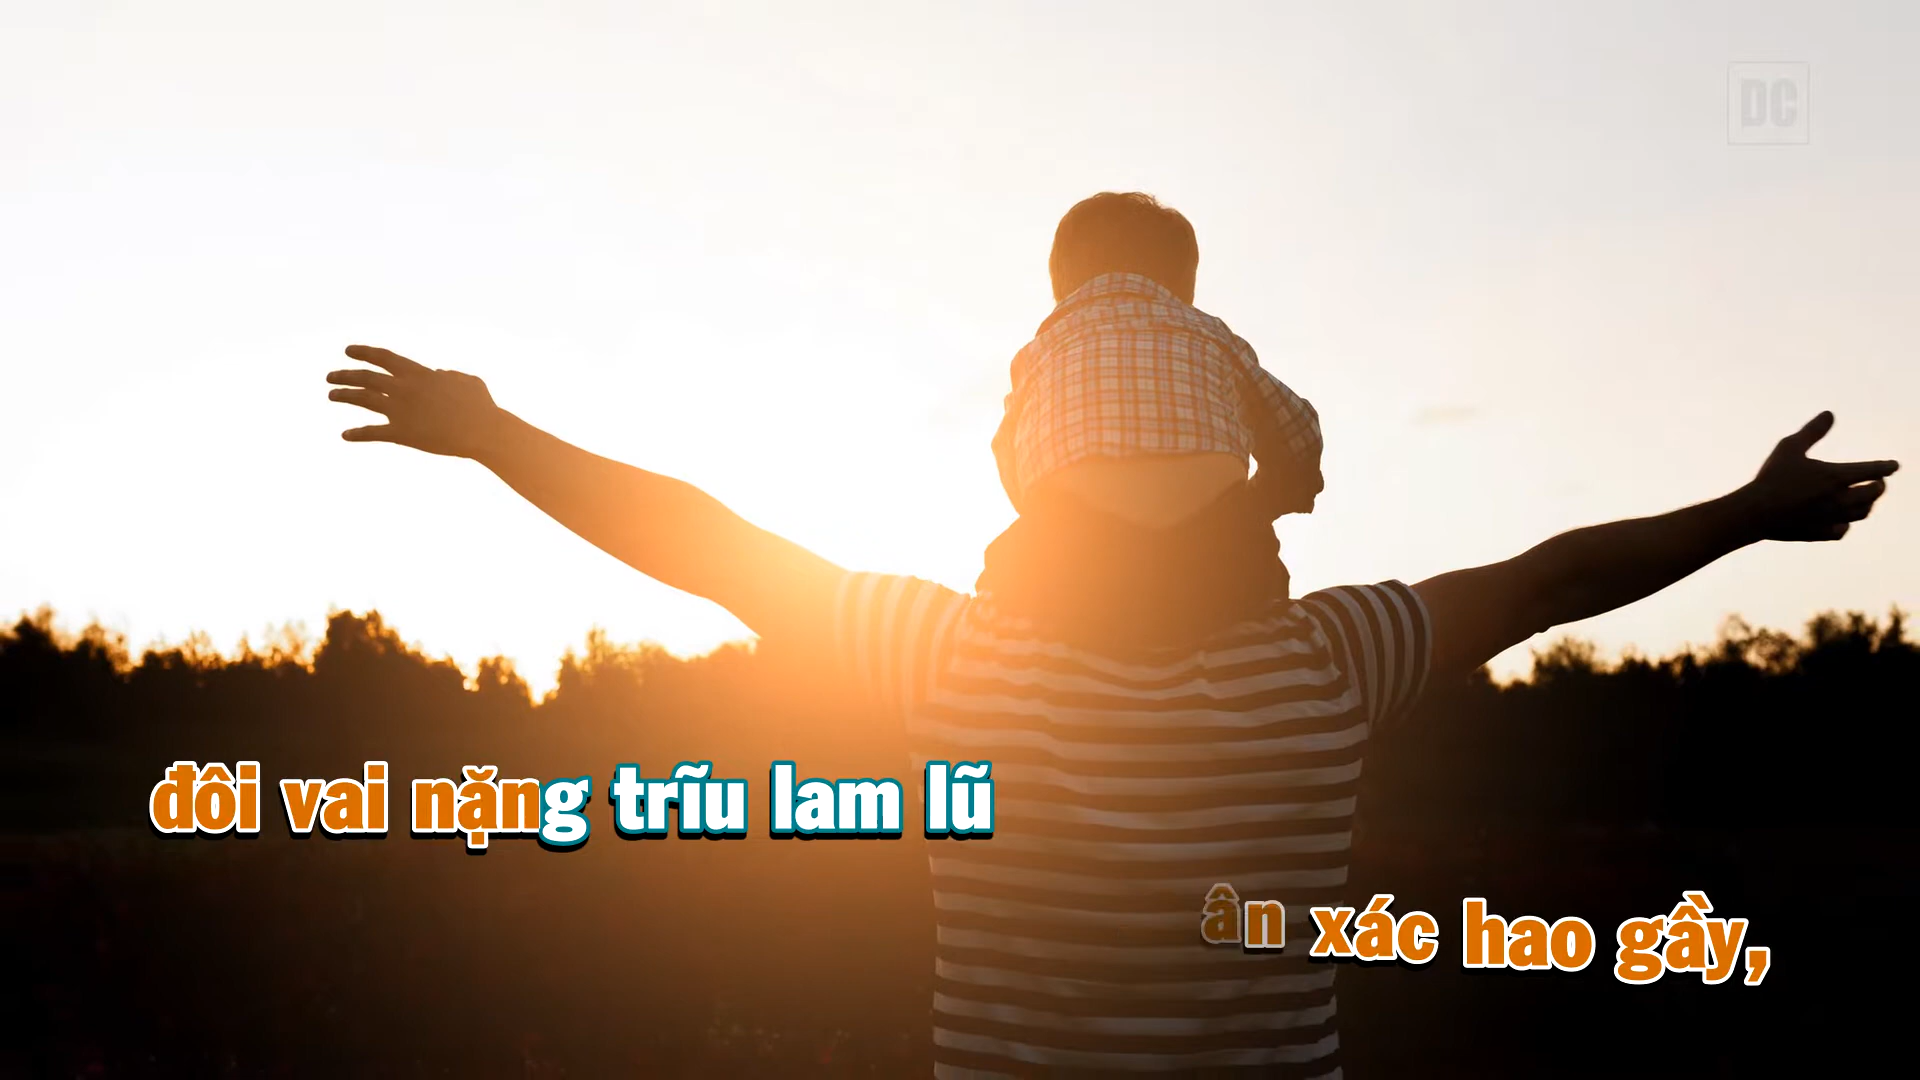 DC
đôi vai nặng trĩu lam lũ
ân xác hao gầy,